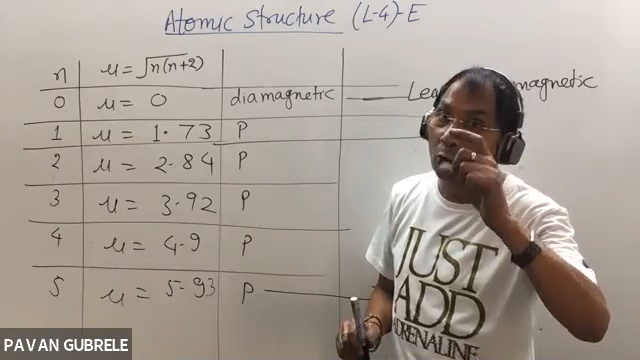 Atomic Structure (L-4)-E
n μ = √n(n+2)
0 μ = 0 diamagnetic — magnetic
1 μ = 1.73 P
2 μ = 2.84 P
3 μ = 3.92 P
4 μ = 4.9 P
5 μ = 5.93 P
JUST
ADD
ADRENALINE
PAVAN GUBRELE